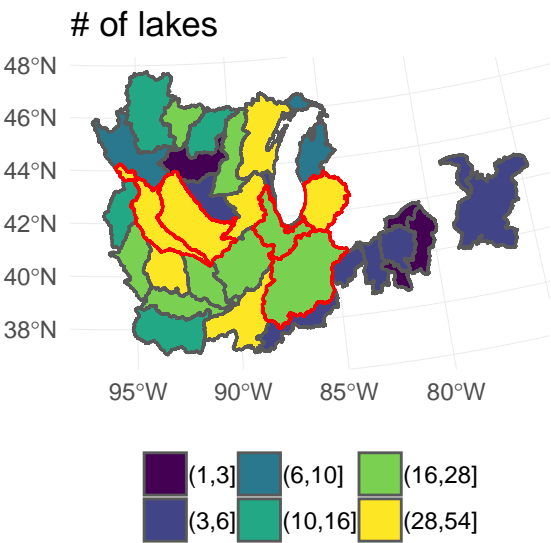 # of lakes
48°N
46°N
44°N
42°N
40°N
38°N
95°W 90°W 85°W 80°W
(1,3] (6,10] (16,28]
(3,6] (10,16] (28,54]